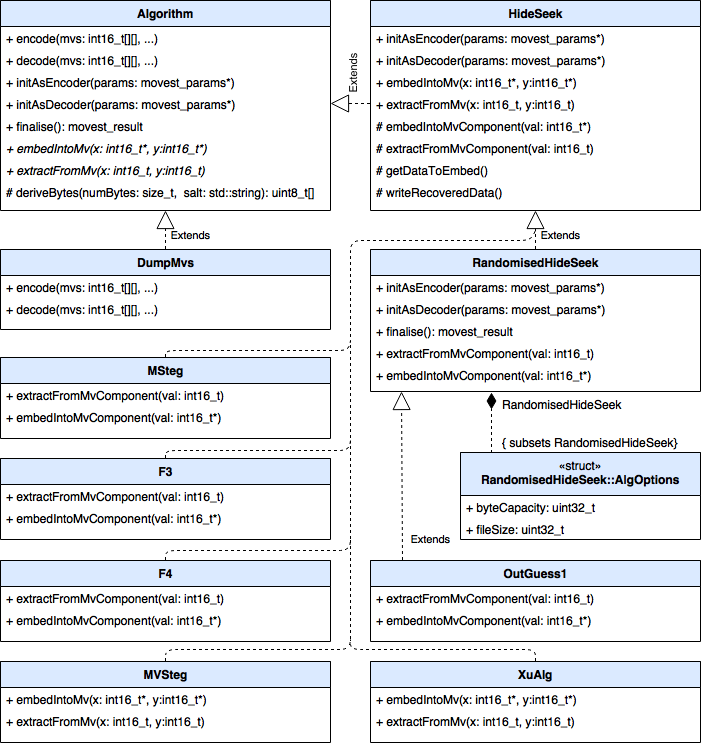 Algorithm
+ encode(mvs: int16_t[][], ...)
+ decode(mvs: int16_t[][], ...)
+ initAsEncoder(params: movest_params*)
+ initAsDecoder(params: movest_params*)
+ finalise(): movest_result
+ embedIntoMv(x: int16_t*, y:int16_t*)
+ extractFromMv(x: int16_t, y:int16_t)
# deriveBytes(numBytes: size_t,  salt: std::string): uint8_t[]
Extends
HideSeek
+ initAsEncoder(params: movest_params*)
+ initAsDecoder(params: movest_params*)
+ embedIntoMv(x: int16_t*, y:int16_t*)
+ extractFromMv(x: int16_t, y:int16_t)
# embedIntoMvComponent(val: int16_t*)
# extractFromMvComponent(val: int16_t)
# getDataToEmbed()
# writeRecoveredData()
Extends
Extends
DumpMvs
+ encode(mvs: int16_t[][], ...)
+ decode(mvs: int16_t[][], ...)
RandomisedHideSeek
+ initAsEncoder(params: movest_params*)
+ initAsDecoder(params: movest_params*)
+ finalise(): movest_result
+ extractFromMvComponent(val: int16_t)
+ embedIntoMvComponent(val: int16_t*)
MSteg
+ extractFromMvComponent(val: int16_t)
+ embedIntoMvComponent(val: int16_t*)
RandomisedHideSeek
{ subsets RandomisedHideSeek}
F3
+ extractFromMvComponent(val: int16_t)
+ embedIntoMvComponent(val: int16_t*)
«struct»
RandomisedHideSeek::AlgOptions
+ byteCapacity: uint32_t
+ fileSize: uint32_t
Extends
F4
+ extractFromMvComponent(val: int16_t)
+ embedIntoMvComponent(val: int16_t*)
OutGuess1
+ extractFromMvComponent(val: int16_t)
+ embedIntoMvComponent(val: int16_t*)
MVSteg
+ embedIntoMv(x: int16_t*, y:int16_t*)
+ extractFromMv(x: int16_t, y:int16_t)
XuAlg
+ embedIntoMv(x: int16_t*, y:int16_t*)
+ extractFromMv(x: int16_t, y:int16_t)